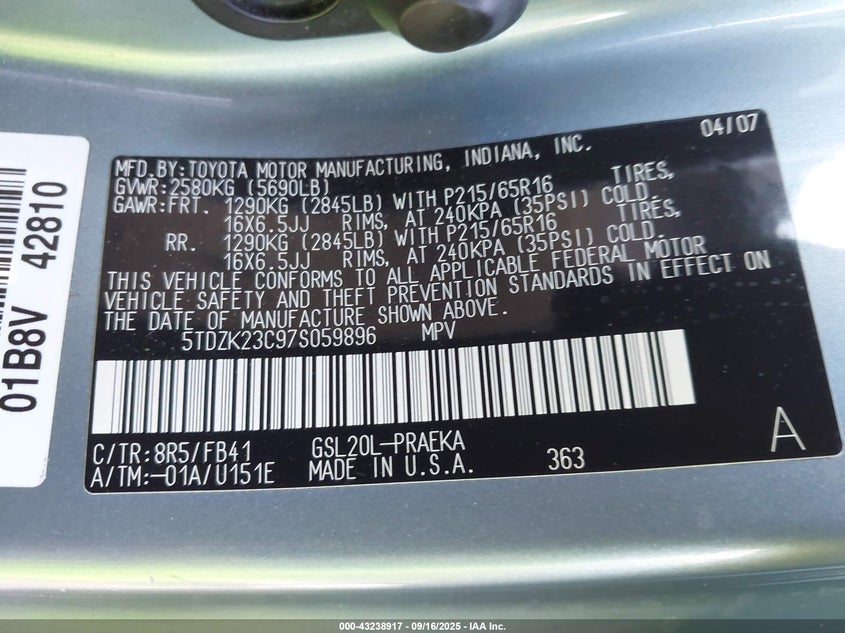 04/07
MFD.BY:TOYOTA MOTOR MANUFACTURING, INDIANA, INC.
GVWR:2580KG (5690LB)
GAWR:FRT. 1290KG (2845LB) WITH P215/65R16 TIRES,
16X6.5JJ RIMS, AT 240KPA (35PSI) COLD.
RR. 1290KG (2845LB) WITH P215/65R16 TIRES,
16X6.5JJ RIMS, AT 240KPA (35PSI) COLD.
THIS VEHICLE CONFORMS TO ALL APPLICABLE FEDERAL MOTOR
VEHICLE SAFETY AND THEFT PREVENTION STANDARDS IN EFFECT ON
THE DATE OF MANUFACTURE SHOWN ABOVE.
5TDZK23C97S059896 MPV
C/TR:8R5/FB41 GSL20L-PRAEKA
A/TM:-01A/U151E MADE IN U.S.A. 363
A
01B8V 42810
000-43238917 - 09/16/2025 - IAA Inc.